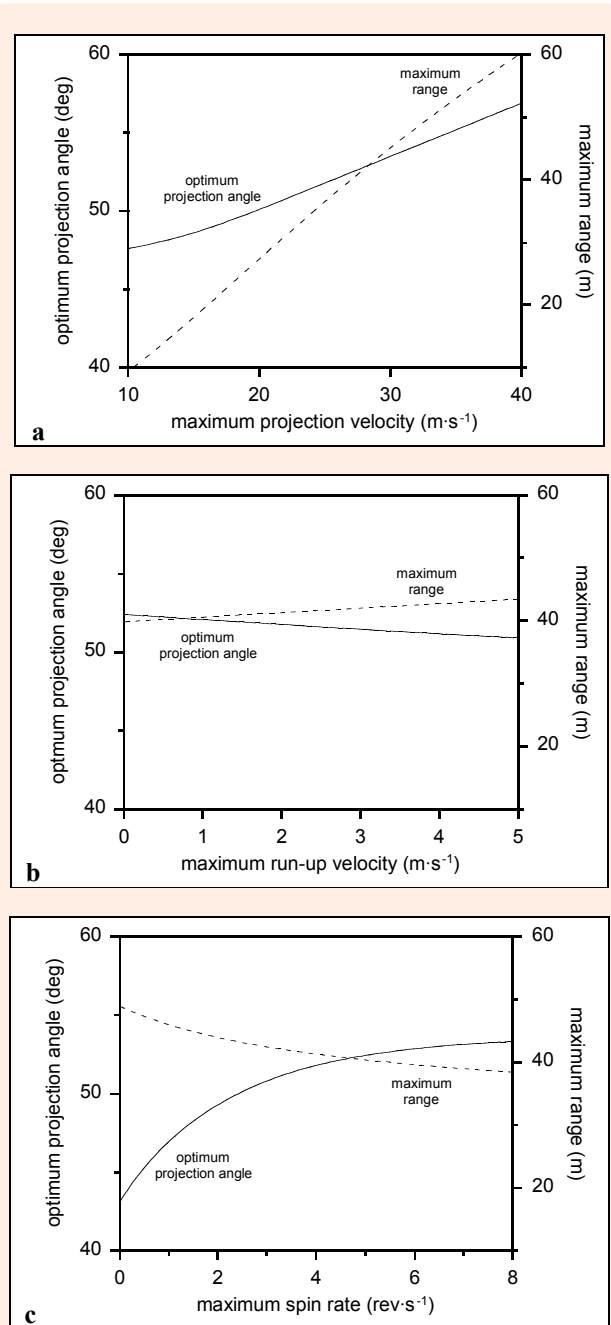 60
60
optimum projection angle (deg)
maximum
range
optimum
projection angle
maximum range (m)
50
40
20
40
10
20
30
40
maximum projection velocity (m·s-1)
a
60
60
optmum projection angle (deg)
maximum
range
optimum
projection angle
maximum range (m)
50
40
20
40
0
1
2
3
4
5
maximum run-up velocity (m·s-1)
b
60
60
optimum projection angle (deg)
maximum
range
optimum
projection angle
maximum range (m)
50
40
20
40
0
2
4
6
8
maximum spin rate (rev·s-1)
c